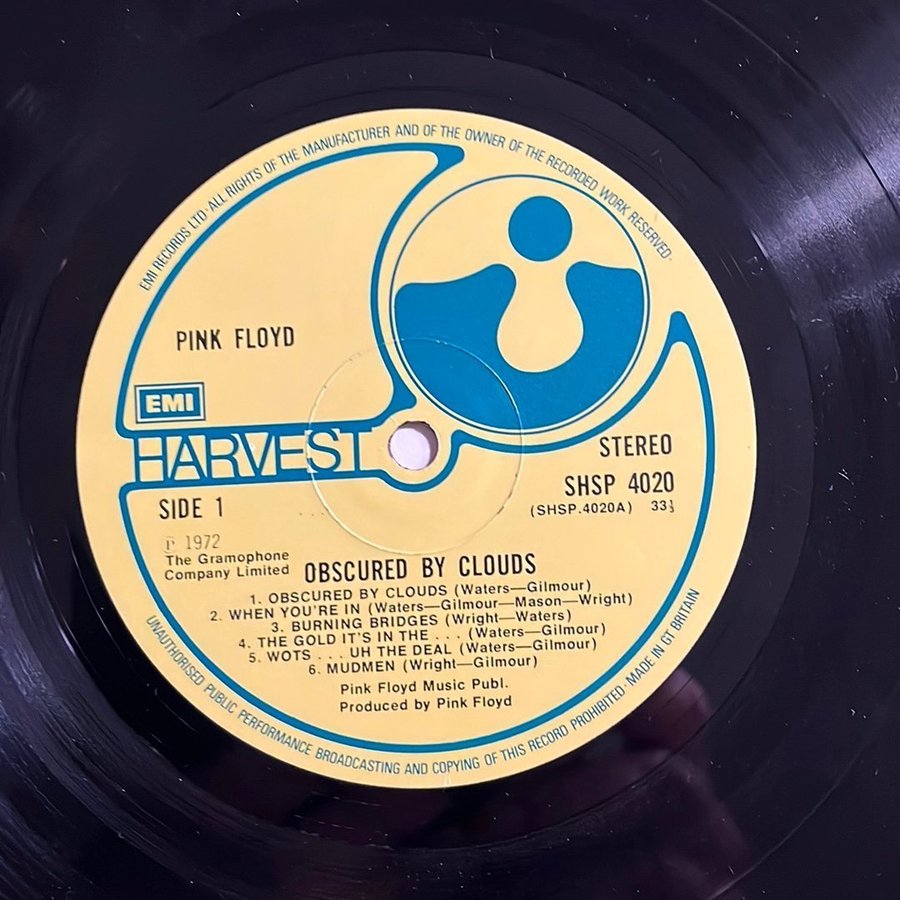 EMI RECORDS LTD·ALL RIGHTS OF THE MANUFACTURER AND OF THE OWNER OF THE RECORDED WORK RESERVED·
PINK FLOYD
EMI
HARVEST
STEREO
SHSP 4020
(SHSP.4020A) 33⅓
SIDE 1
℗ 1972
The Gramophone
Company Limited
OBSCURED BY CLOUDS
1. OBSCURED BY CLOUDS (Waters—Gilmour)
2. WHEN YOU'RE IN (Waters—Gilmour—Mason—Wright)
3. BURNING BRIDGES (Wright—Waters)
4. THE GOLD IT'S IN THE . . . (Waters—Gilmour)
5. WOTS . . . UH THE DEAL (Waters—Gilmour)
6. MUDMEN (Wright—Gilmour)
Pink Floyd Music Publ.
Produced by Pink Floyd
UNAUTHORISED PUBLIC PERFORMANCE BROADCASTING AND COPYING OF THIS RECORD PROHIBITED·MADE IN GT BRITAIN